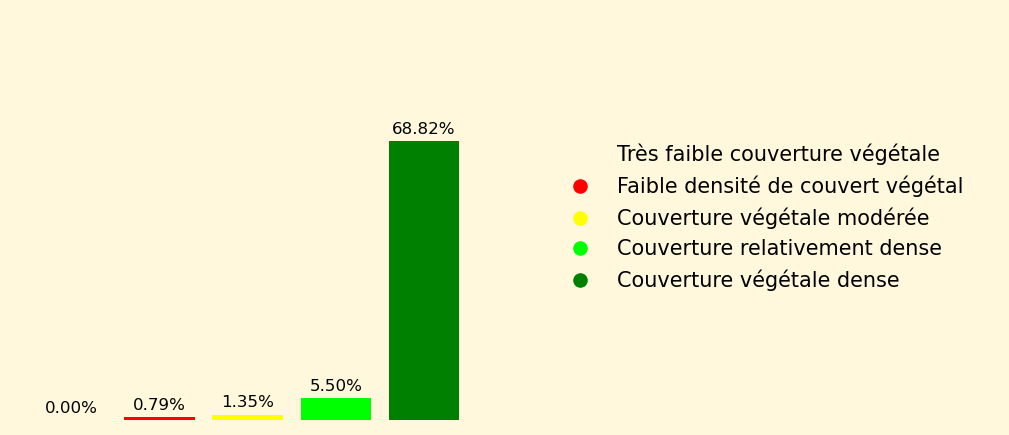 68.82%
5.50%
1.35%
0.79%
0.00%
Très faible couverture végétale
Faible densité de couvert végétal
Couverture végétale modérée
Couverture relativement dense
Couverture végétale dense